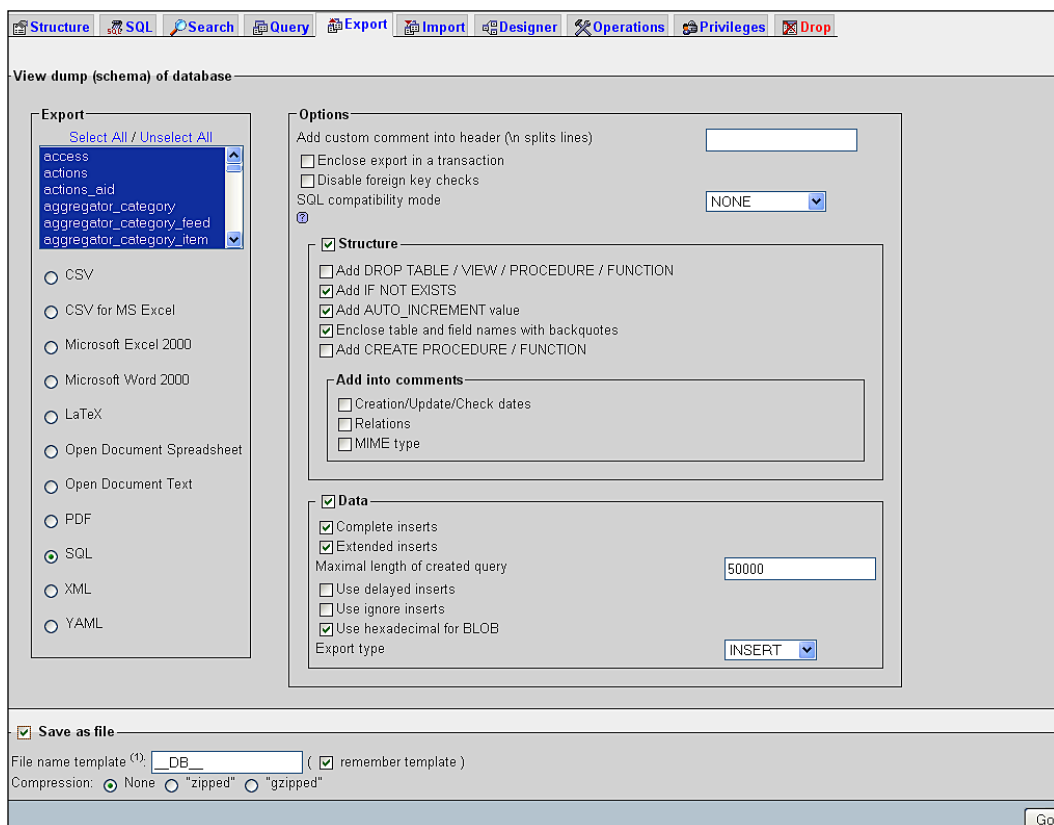 Structure SQL Search Query Export Import Designer Operations Privileges Drop
View dump (schema) of database
Export
Select All / Unselect All
access
actions
actions_aid
aggregator_category
aggregator_category_feed
aggregator_category_item
CSV
CSV for MS Excel
Microsoft Excel 2000
Microsoft Word 2000
LaTeX
Open Document Spreadsheet
Open Document Text
PDF
SQL
XML
YAML
Options
Add custom comment into header (\n splits lines)
Enclose export in a transaction
Disable foreign key checks
SQL compatibility mode NONE
?
Structure
Add DROP TABLE / VIEW / PROCEDURE / FUNCTION
Add IF NOT EXISTS
Add AUTO_INCREMENT value
Enclose table and field names with backquotes
Add CREATE PROCEDURE / FUNCTION
Add into comments
Creation/Update/Check dates
Relations
MIME type
Data
Complete inserts
Extended inserts
Maximal length of created query 50000
Use delayed inserts
Use ignore inserts
Use hexadecimal for BLOB
Export type INSERT
Save as file
File name template (1): __DB__ ( remember template )
Compression: None "zipped" "gzipped"
Go